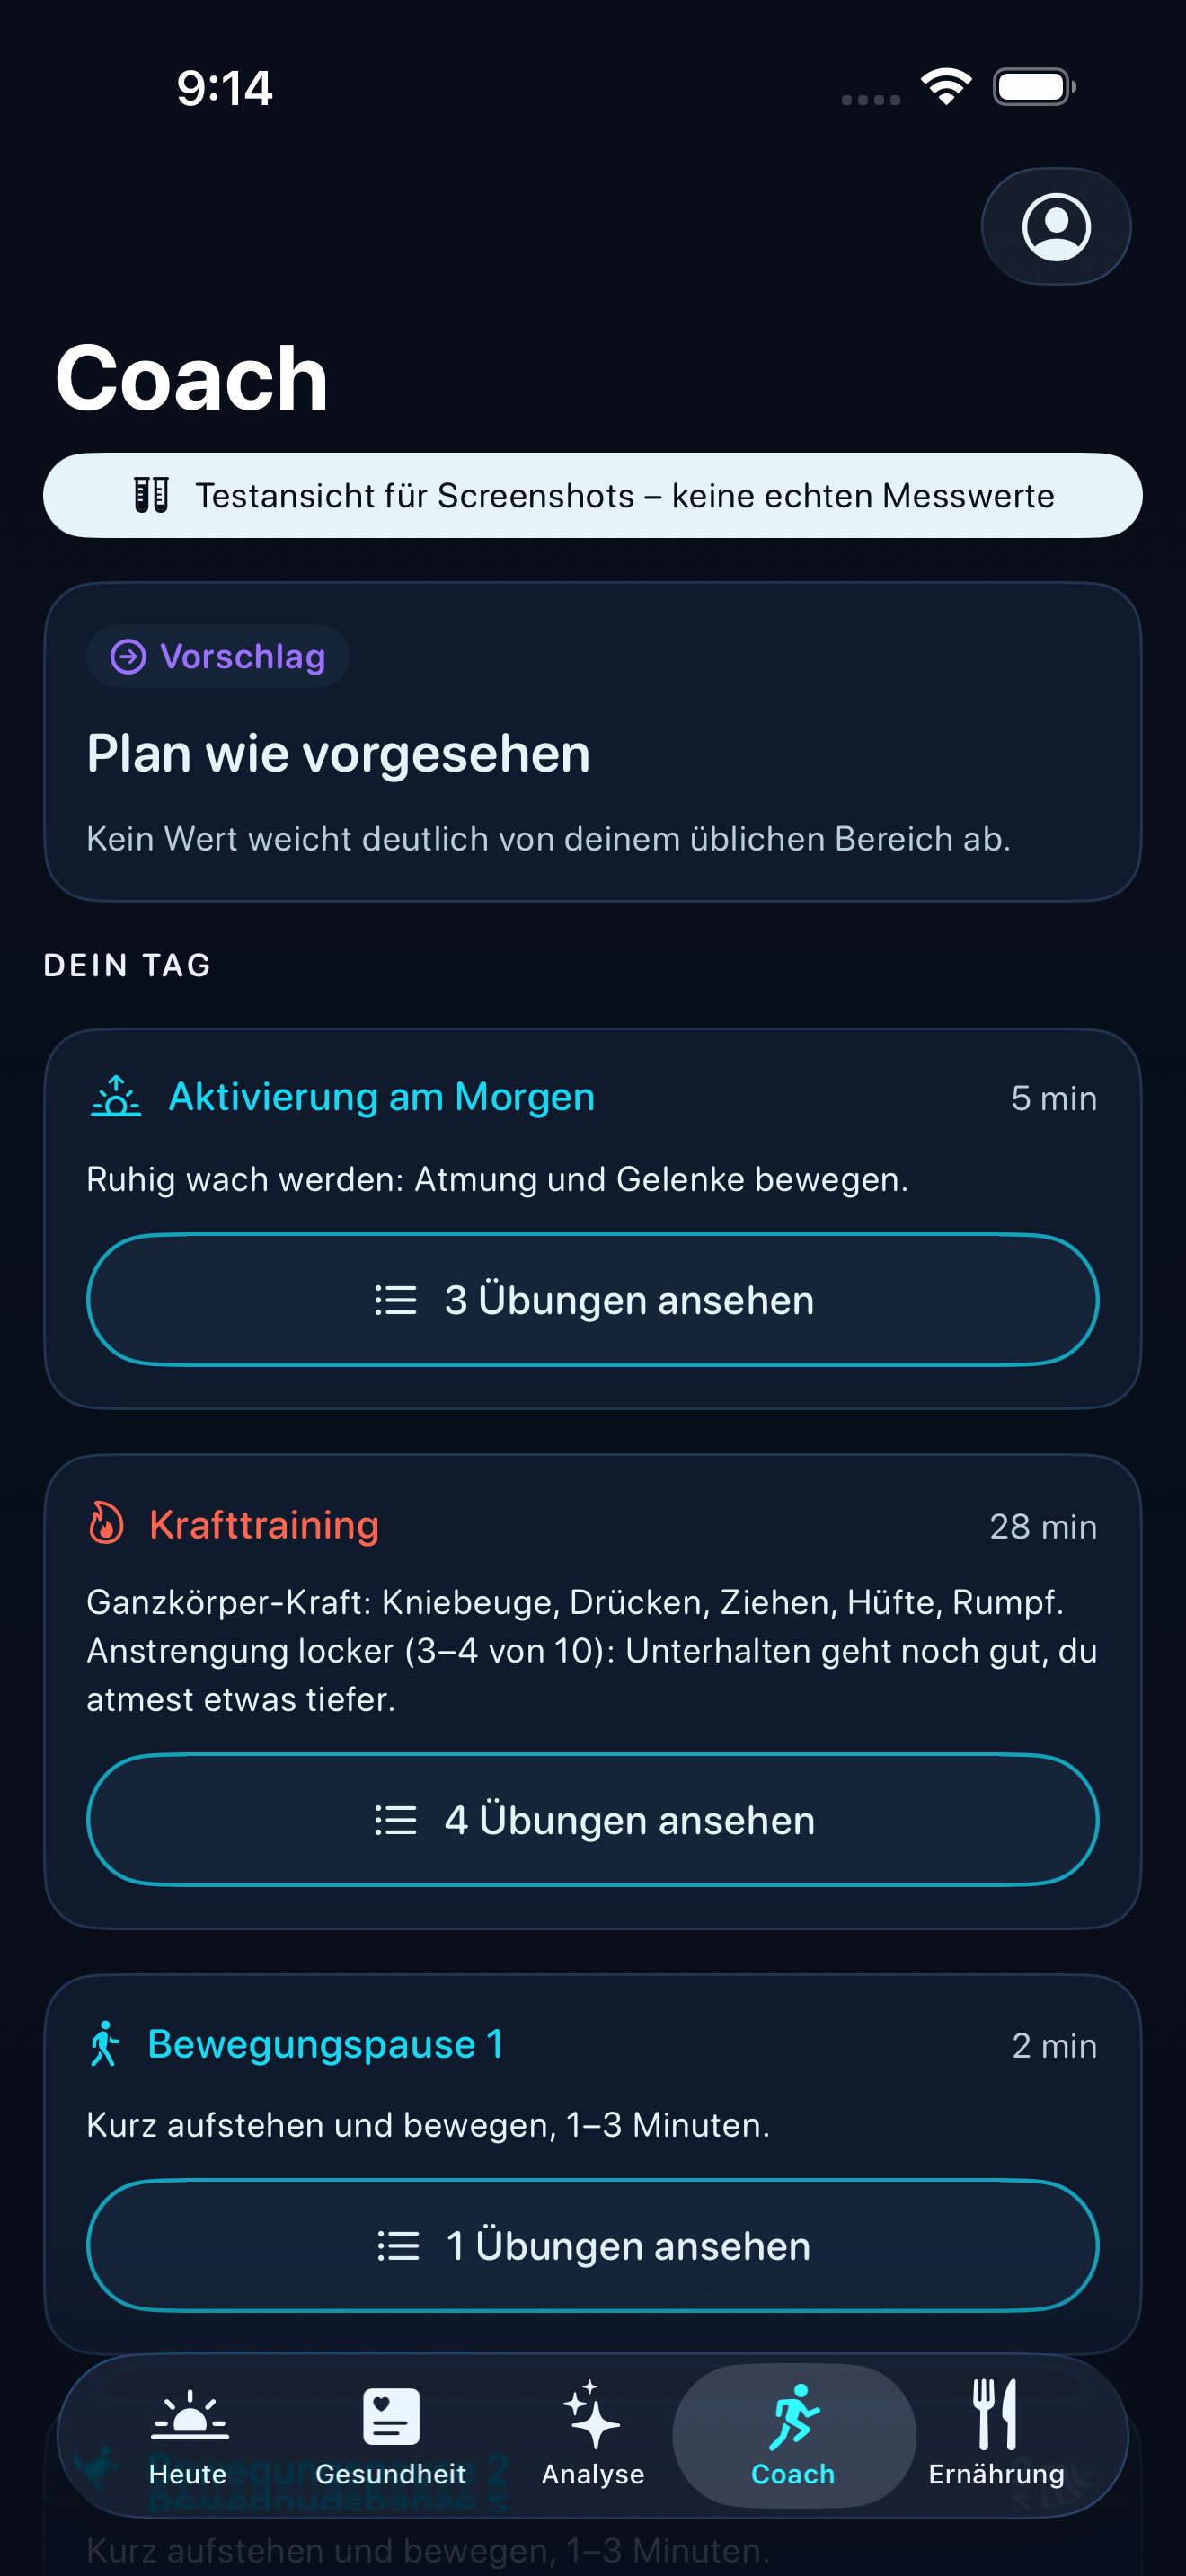 9:14
Coach
Testansicht für Screenshots – keine echten Messwerte
Vorschlag
Plan wie vorgesehen
Kein Wert weicht deutlich von deinem üblichen Bereich ab.
DEIN TAG
Aktivierung am Morgen
5 min
Ruhig wach werden: Atmung und Gelenke bewegen.
3 Übungen ansehen
Krafttraining
28 min
Ganzkörper-Kraft: Kniebeuge, Drücken, Ziehen, Hüfte, Rumpf.
Anstrengung locker (3–4 von 10): Unterhalten geht noch gut, du
atmest etwas tiefer.
4 Übungen ansehen
Bewegungspause 1
2 min
Kurz aufstehen und bewegen, 1–3 Minuten.
1 Übungen ansehen
Bewegungspause 2
Heute
Gesundheit
Analyse
Coach
Ernährung
Kurz aufstehen und bewegen, 1–3 Minuten.